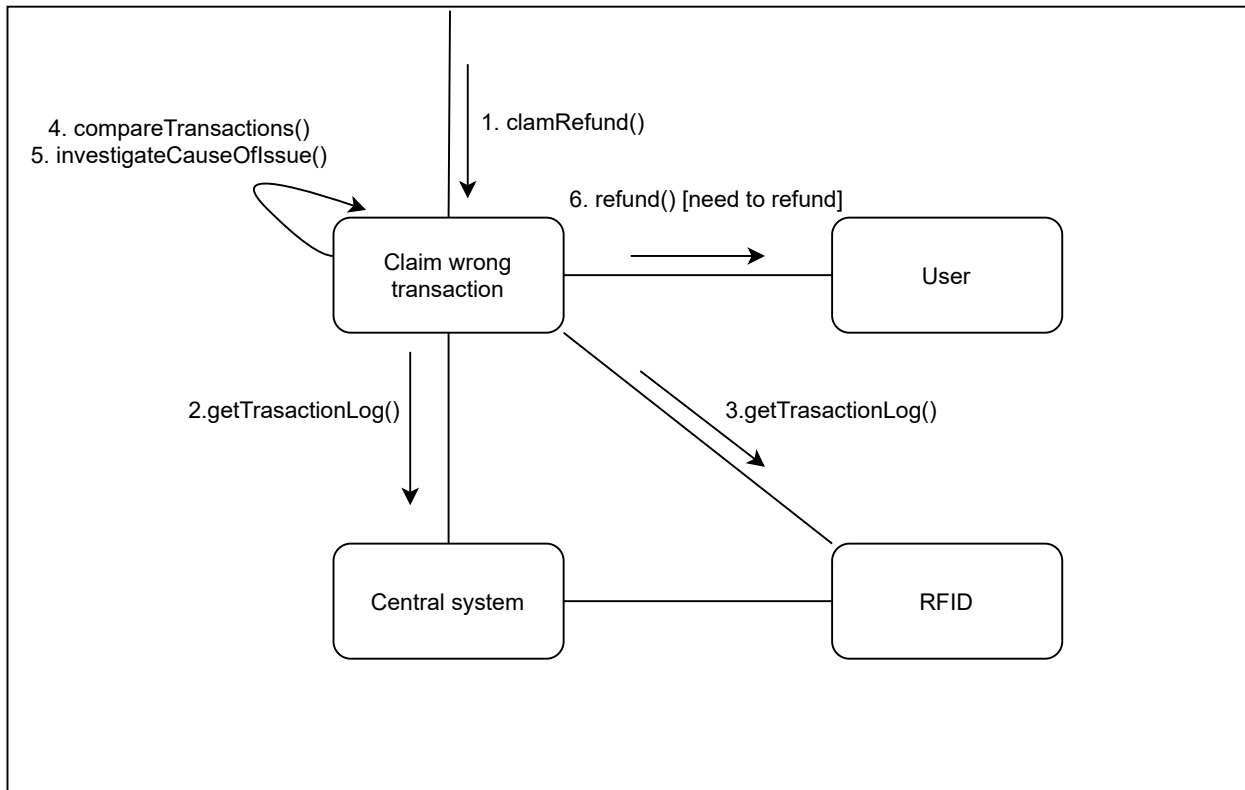 4. compareTransactions()
5. investigateCauseOfIssue()
1. clamRefund()
6. refund() [need to refund]
Claim wrong
transaction
User
2.getTrasactionLog()
3.getTrasactionLog()
Central system
RFID